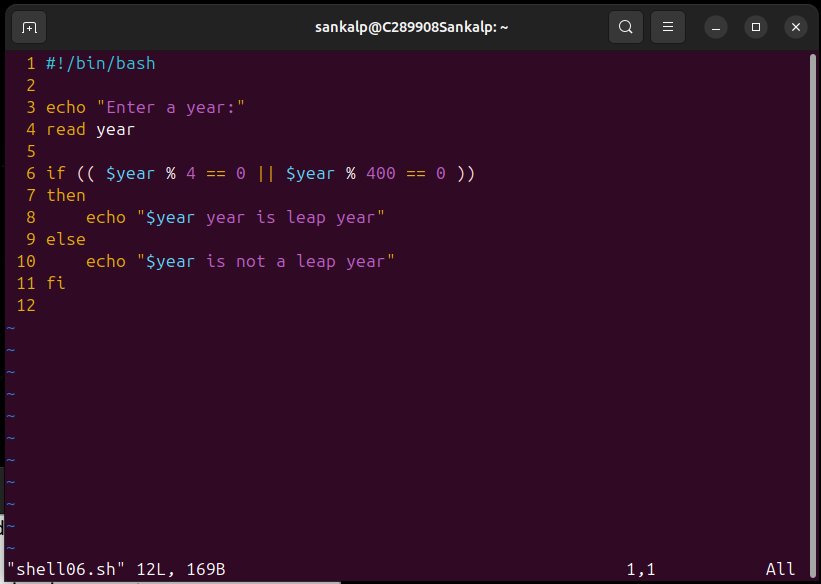 sankalp@C289908Sankalp: ~
1 #!/bin/bash
2
3 echo "Enter a year:"
4 read year
5
6 if (( $year % 4 == 0 || $year % 400 == 0 ))
7 then
8     echo "$year year is leap year"
9 else
10     echo "$year is not a leap year"
11 fi
12
~
~
~
~
~
~
~
~
~
~
~
"shell06.sh" 12L, 169B 1,1 All